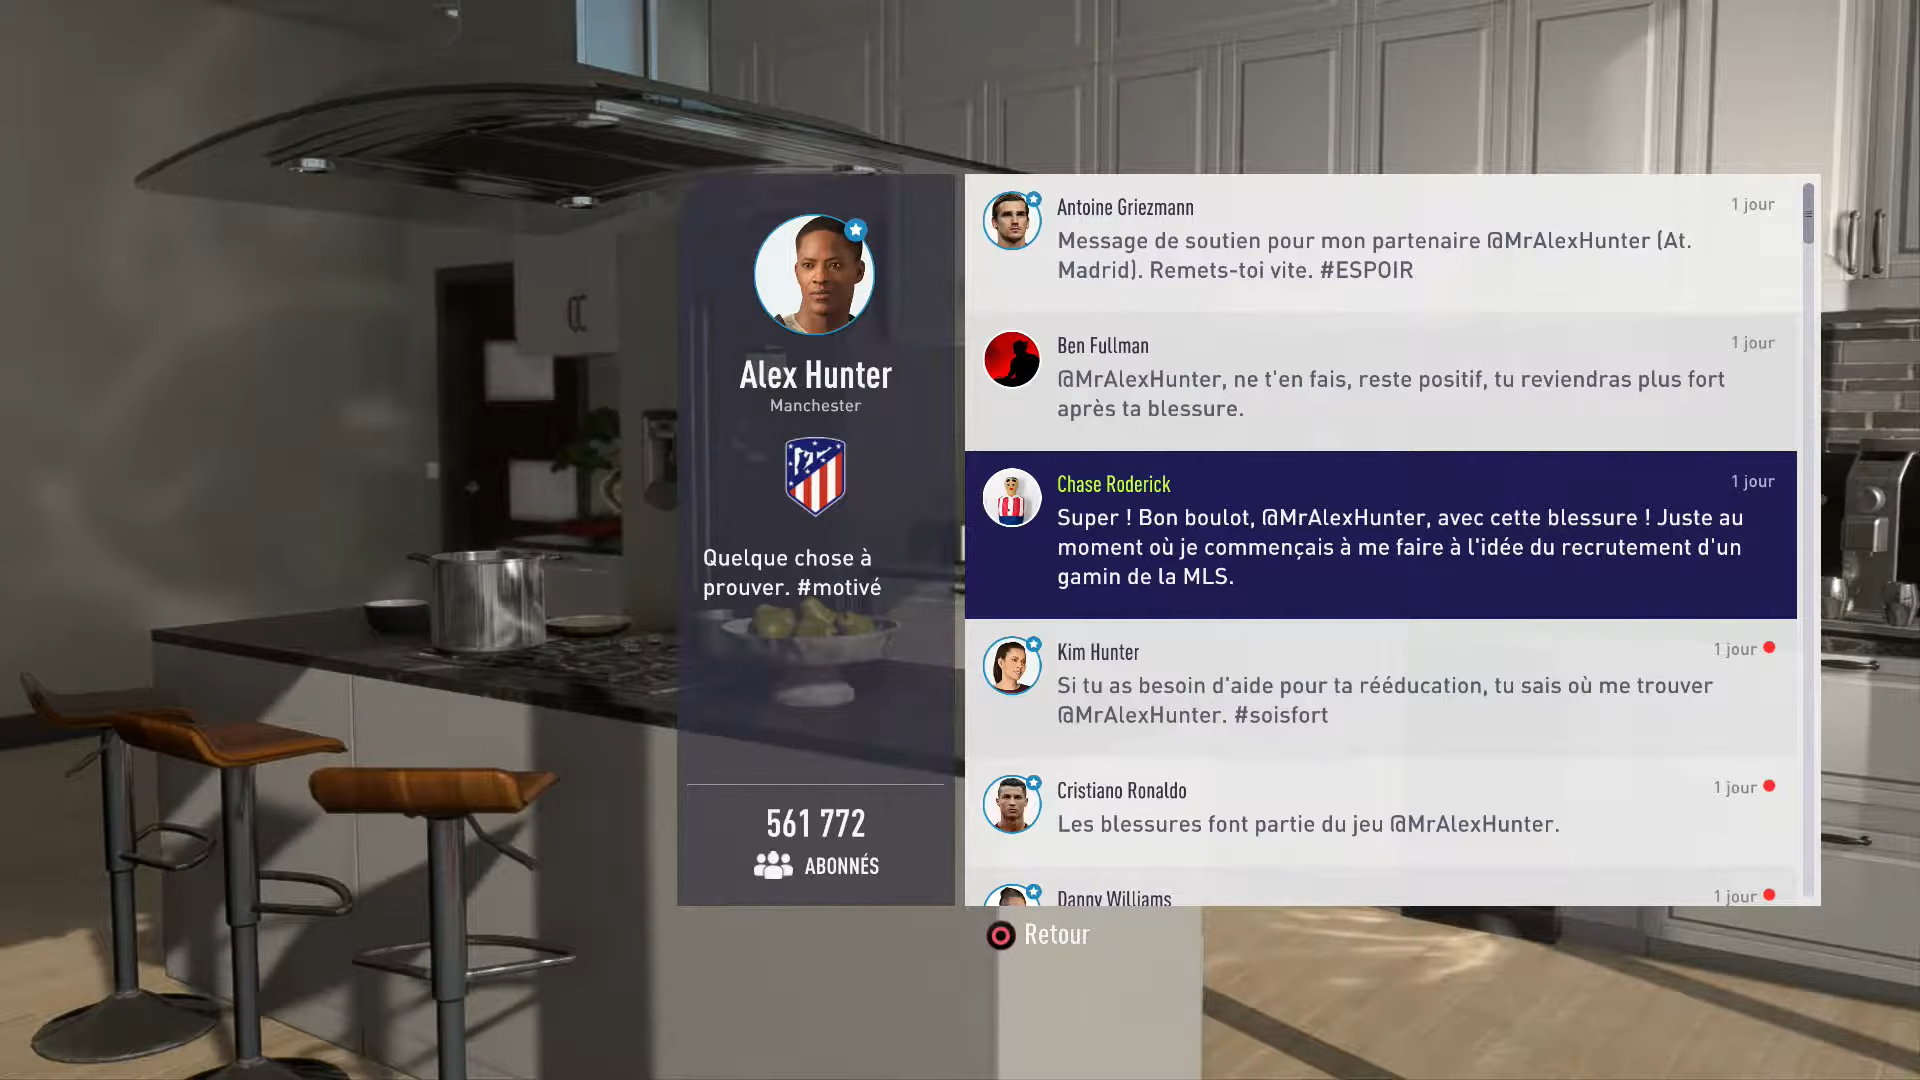 Alex Hunter
Manchester
Quelque chose à
prouver. #motivé
561 772
ABONNÉS
Antoine Griezmann
1 jour
Message de soutien pour mon partenaire @MrAlexHunter (At.
Madrid). Remets-toi vite. #ESPOIR
Ben Fullman
1 jour
@MrAlexHunter, ne t'en fais, reste positif, tu reviendras plus fort
après ta blessure.
Chase Roderick
1 jour
Super ! Bon boulot, @MrAlexHunter, avec cette blessure ! Juste au
moment où je commençais à me faire à l'idée du recrutement d'un
gamin de la MLS.
Kim Hunter
1 jour
Si tu as besoin d'aide pour ta rééducation, tu sais où me trouver
@MrAlexHunter. #soisfort
Cristiano Ronaldo
1 jour
Les blessures font partie du jeu @MrAlexHunter.
Danny Williams
1 jour
Retour